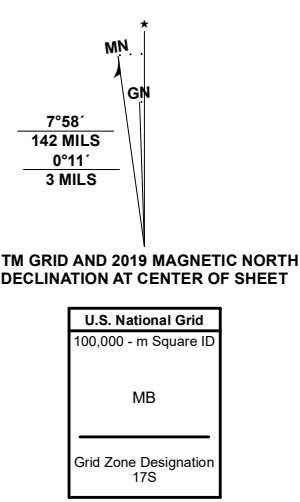 MN
GN
7°58´
142 MILS
0°11´
3 MILS
TM GRID AND 2019 MAGNETIC NORTH
DECLINATION AT CENTER OF SHEET
U.S. National Grid
100,000 - m Square ID
MB
Grid Zone Designation
17S